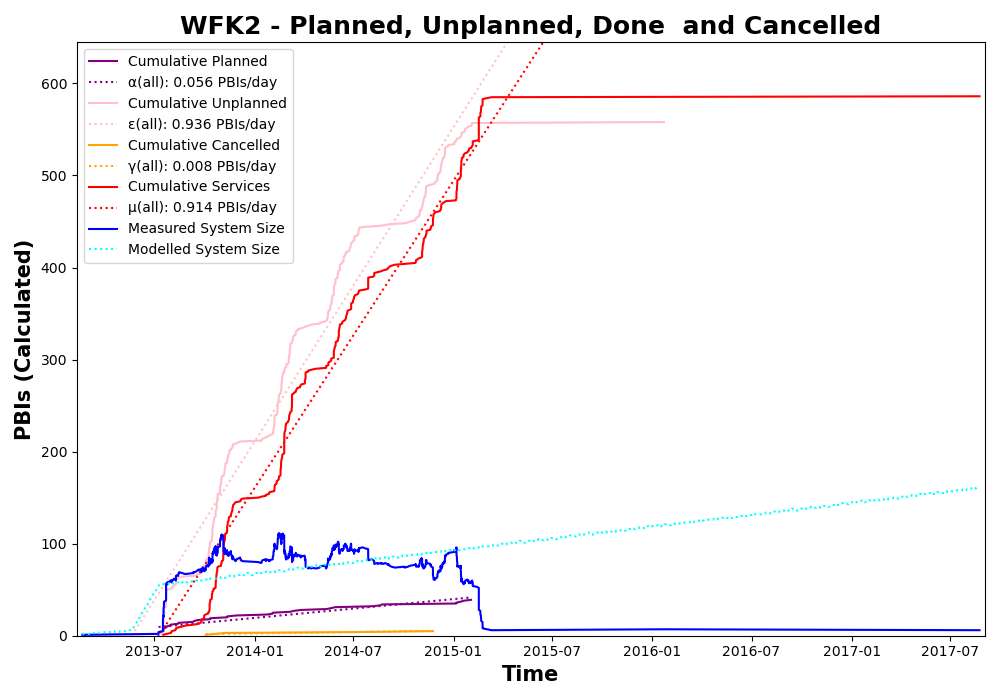 WFK2 - Planned, Unplanned, Done  and Cancelled
Cumulative Planned
α(all): 0.056 PBIs/day
Cumulative Unplanned
ε(all): 0.936 PBIs/day
Cumulative Cancelled
γ(all): 0.008 PBIs/day
Cumulative Services
μ(all): 0.914 PBIs/day
Measured System Size
Modelled System Size
PBIs (Calculated)
600
500
400
300
200
100
0
2013-07 2014-01 2014-07 2015-01 2015-07 2016-01 2016-07 2017-01 2017-07
Time